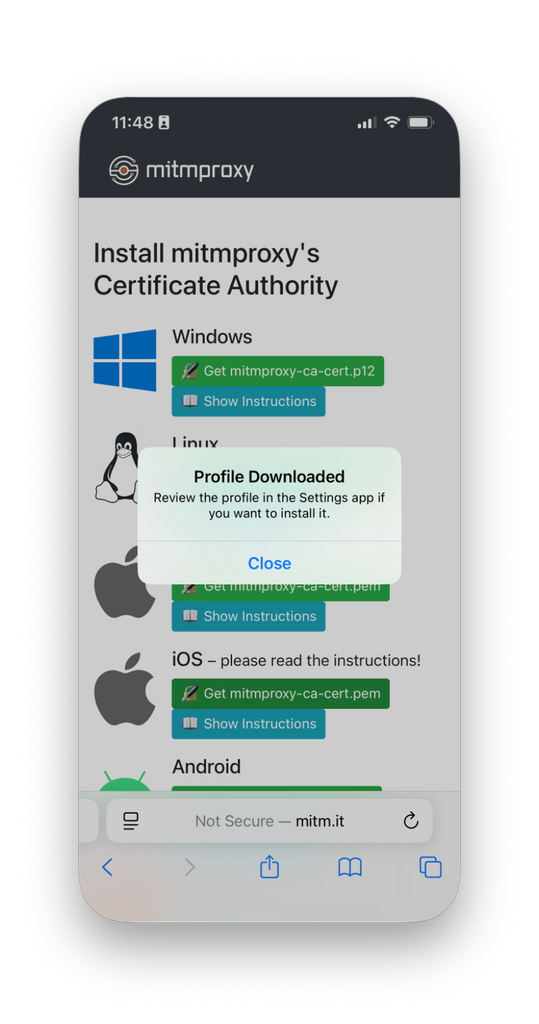 11:48
mitmproxy
Install mitmproxy's
Certificate Authority
Windows
Get mitmproxy-ca-cert.p12
Show Instructions
Linux
Profile Downloaded
Review the profile in the Settings app if
you want to install it.
Close
Get mitmproxy-ca-cert.pem
Show Instructions
iOS – please read the instructions!
Get mitmproxy-ca-cert.pem
Show Instructions
Android
Not Secure — mitm.it